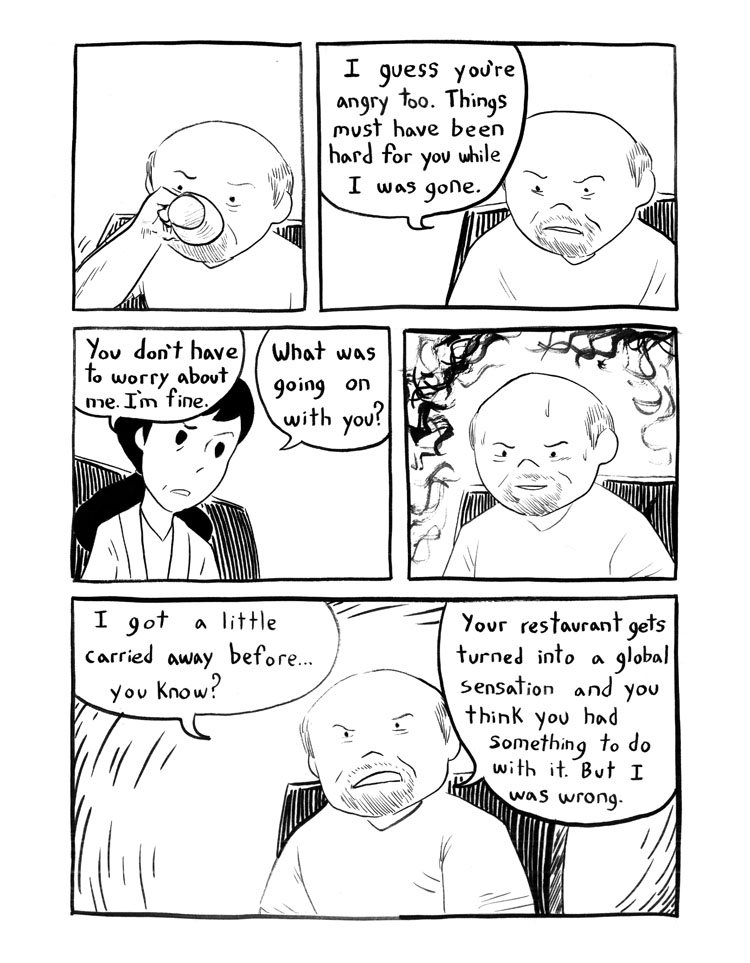 I guess you're
angry too. Things
must have been
hard for you while
I was gone.
You don't have
to worry about
me. I'm fine.
What was
going on
with you?
I got a little
carried away before...
you know?
Your restaurant gets
turned into a global
sensation and you
think you had
something to do
with it. But I
was wrong.